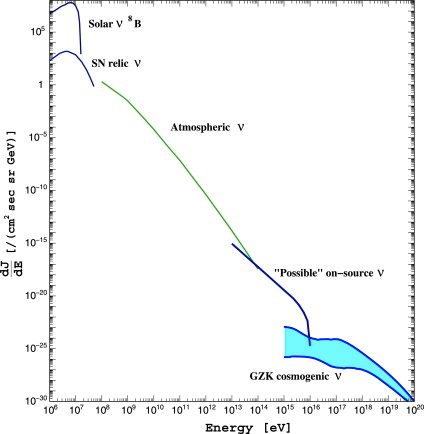 10⁵
Solar ν ⁸B
SN relic ν
1
Atmospheric ν
10⁻⁵
10⁻¹⁰
10⁻¹⁵
"Possible" on-source ν
10⁻²⁰
10⁻²⁵
GZK cosmogenic ν
10⁻³⁰
dJ/dE [/(cm² sec sr GeV)]
10⁶ 10⁷ 10⁸ 10⁹ 10¹⁰ 10¹¹ 10¹² 10¹³ 10¹⁴ 10¹⁵ 10¹⁶ 10¹⁷ 10¹⁸ 10¹⁹ 10²⁰
Energy [eV]